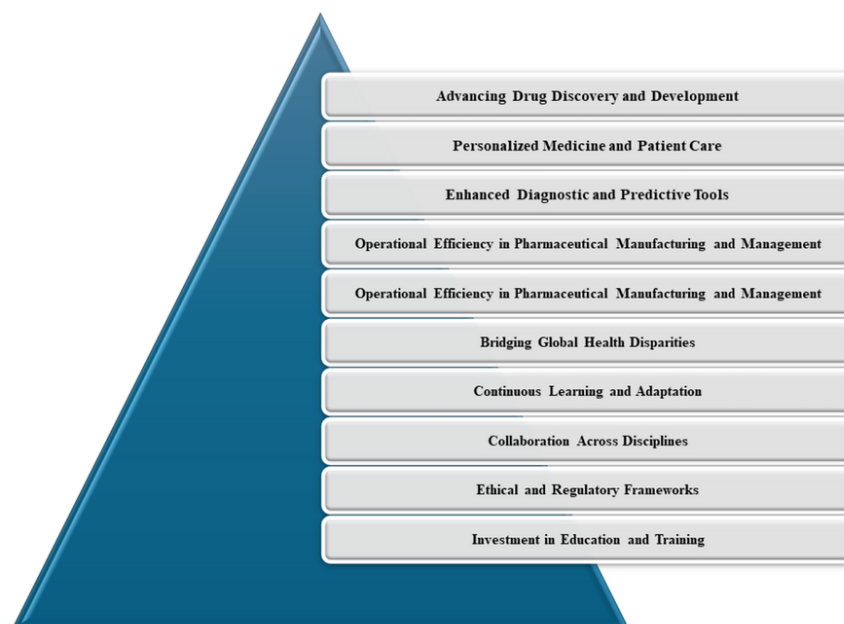 Advancing Drug Discovery and Development
Personalized Medicine and Patient Care
Enhanced Diagnostic and Predictive Tools
Operational Efficiency in Pharmaceutical Manufacturing and Management
Operational Efficiency in Pharmaceutical Manufacturing and Management
Bridging Global Health Disparities
Continuous Learning and Adaptation
Collaboration Across Disciplines
Ethical and Regulatory Frameworks
Investment in Education and Training